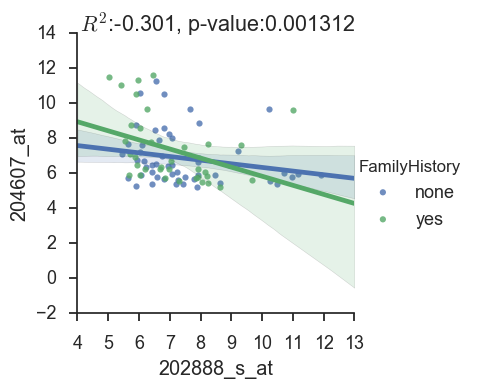 R²:-0.301, p-value:0.001312
14
12
10
8
6
4
2
0
−2
204607_at
4 5 6 7 8 9 10 11 12 13
202888_s_at
FamilyHistory
none
yes